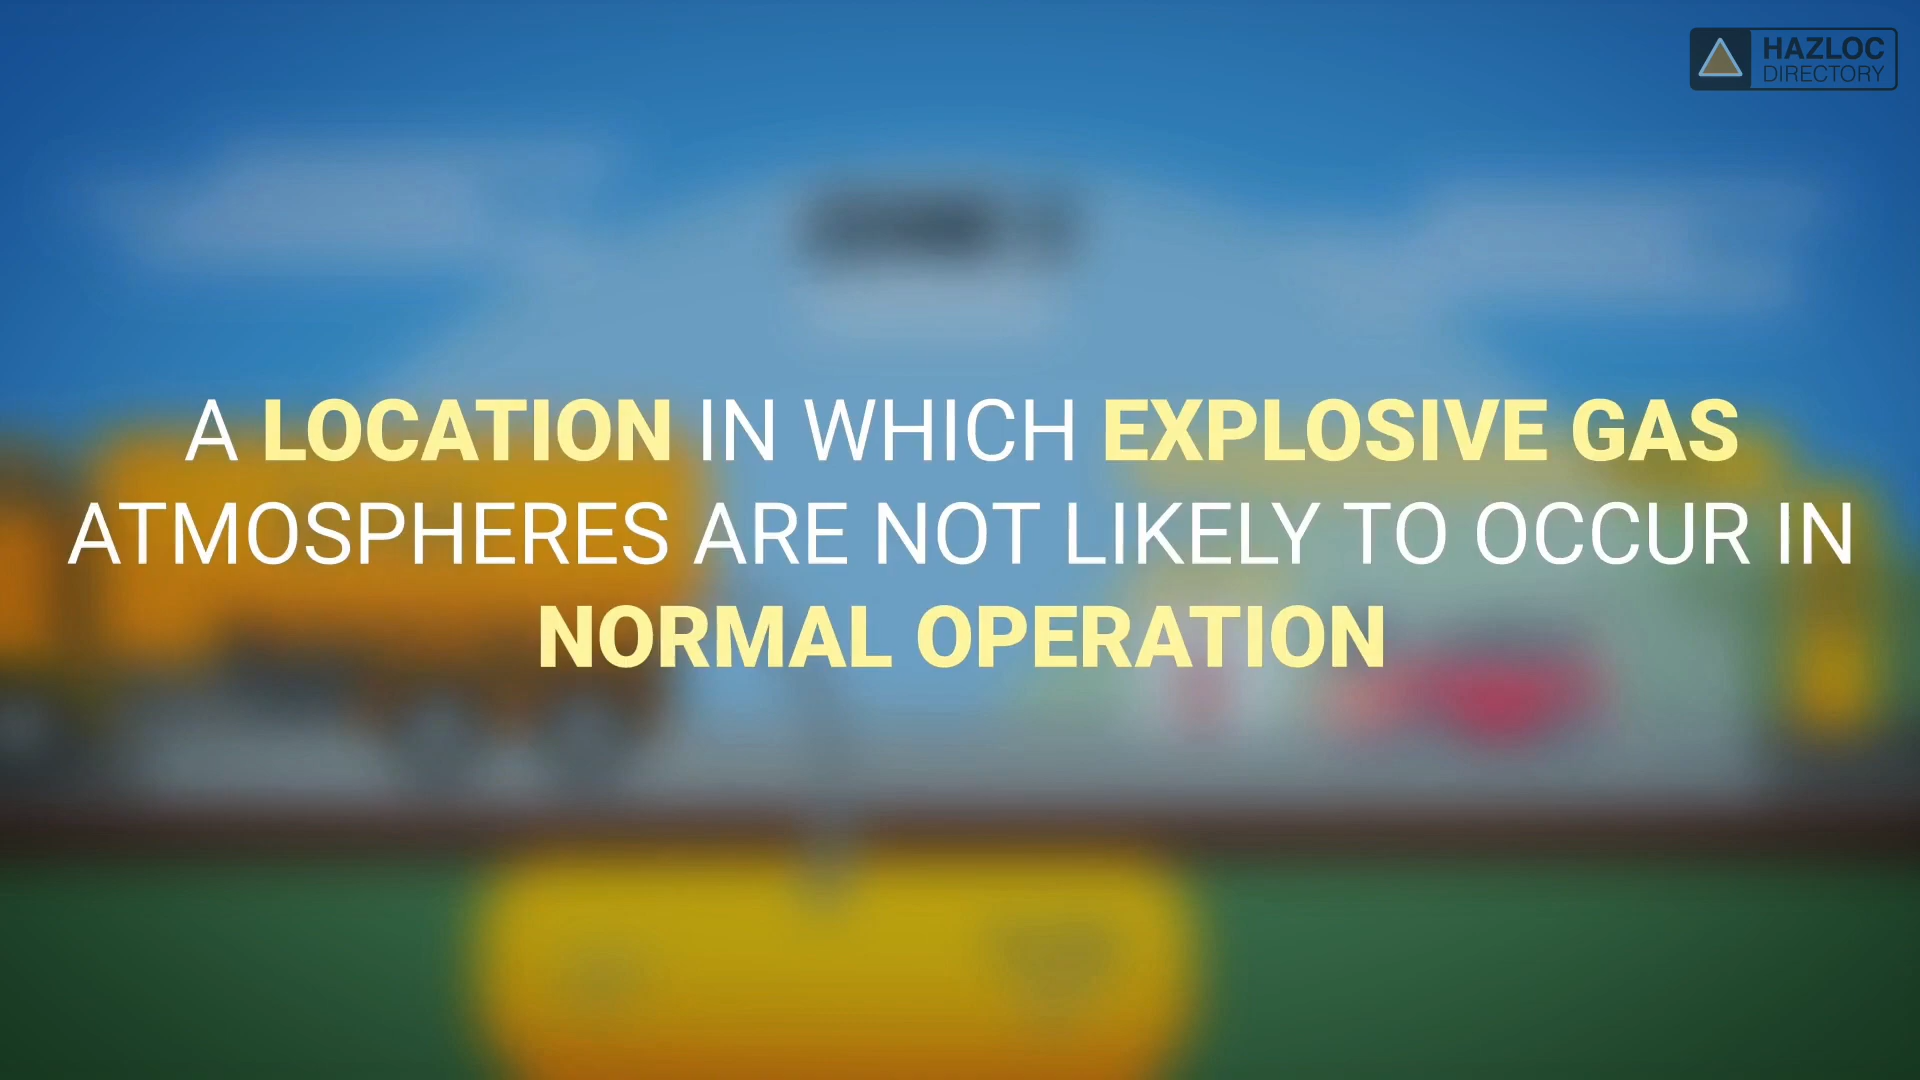 HAZLOC
DIRECTORY
A LOCATION IN WHICH EXPLOSIVE GAS
ATMOSPHERES ARE NOT LIKELY TO OCCUR IN
NORMAL OPERATION